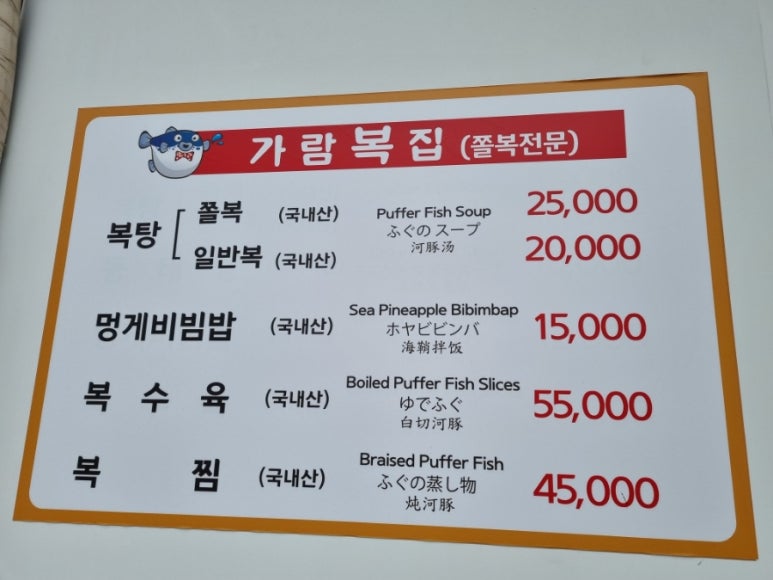 가람복집 (쫄복전문)
복탕
쫄복 (국내산) 25,000
일반복 (국내산) 20,000
Puffer Fish Soup
ふぐのスープ
河豚汤
멍게비빔밥 (국내산) 15,000
Sea Pineapple Bibimbap
ホヤビビンバ
海鞘拌饭
복수육 (국내산) 55,000
Boiled Puffer Fish Slices
ゆでふぐ
白切河豚
복찜 (국내산) 45,000
Braised Puffer Fish
ふぐの蒸し物
炖河豚